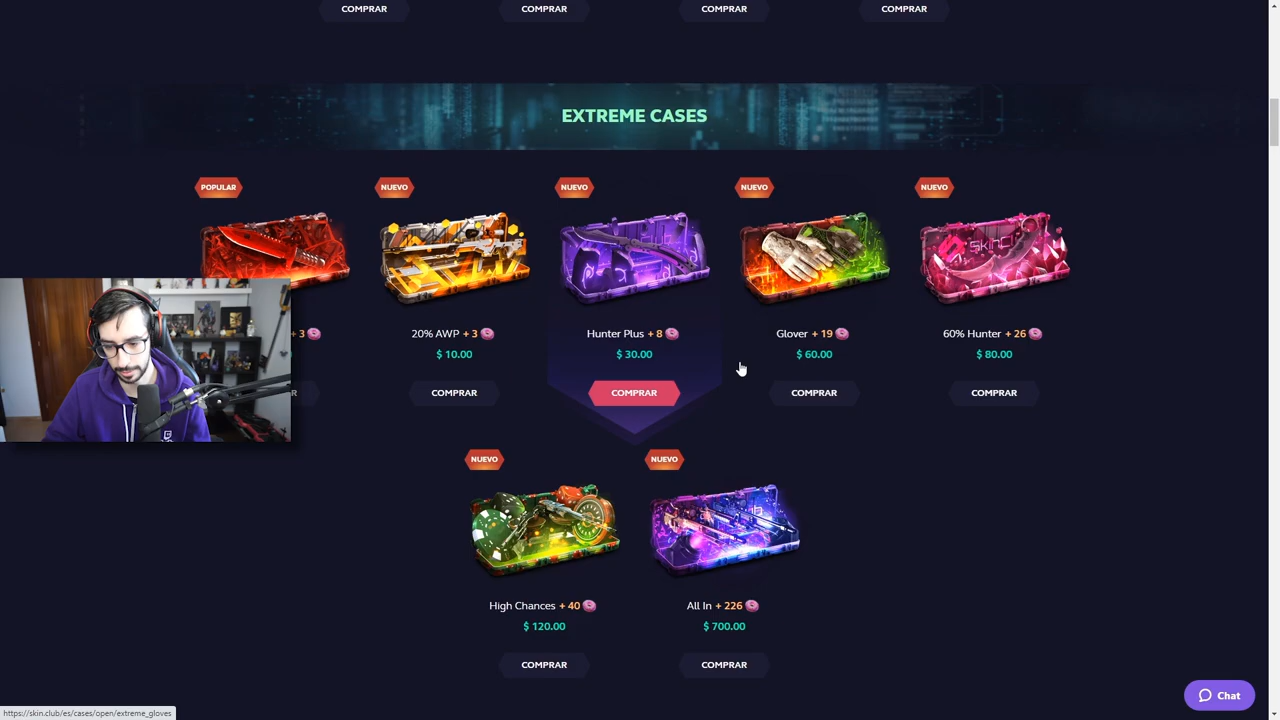 COMPRAR COMPRAR COMPRAR COMPRAR
EXTREME CASES
POPULAR NUEVO NUEVO NUEVO NUEVO
+ 3 20% AWP + 3 Hunter Plus + 8 Glover + 19 60% Hunter + 26
$ 10.00 $ 30.00 $ 60.00 $ 80.00
COMPRAR COMPRAR COMPRAR COMPRAR
NUEVO NUEVO
High Chances + 40 All In + 226
$ 120.00 $ 700.00
COMPRAR COMPRAR
Chat
https://skin.club/es/cases/open/extreme_gloves